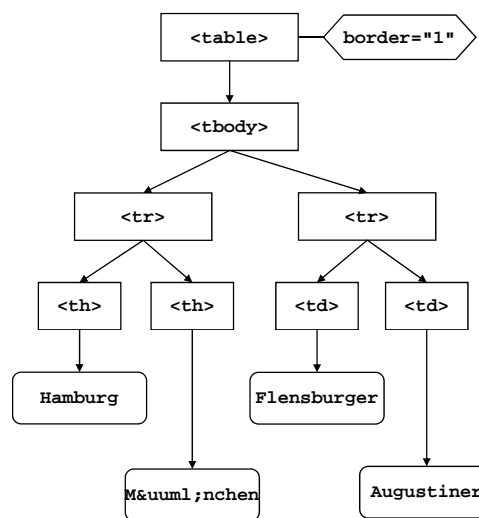 <table>
border="1"
<tbody>
<tr>
<tr>
<th>
<th>
<td>
<td>
Hamburg
Flensburger
M&uuml;nchen
Augustiner